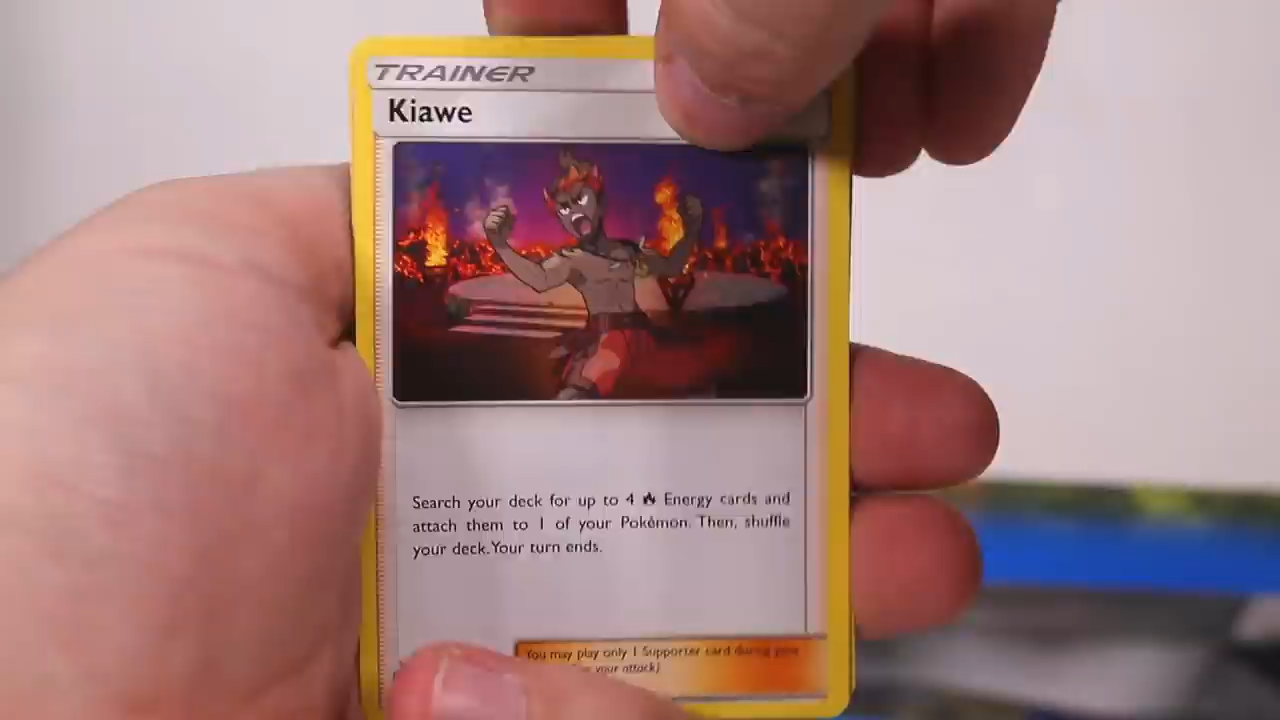 TRAINER
Kiawe
Search your deck for up to 4 Energy cards and
attach them to 1 of your Pokémon. Then, shuffle
your deck. Your turn ends.
You may play only 1 Supporter card during your
your attack)